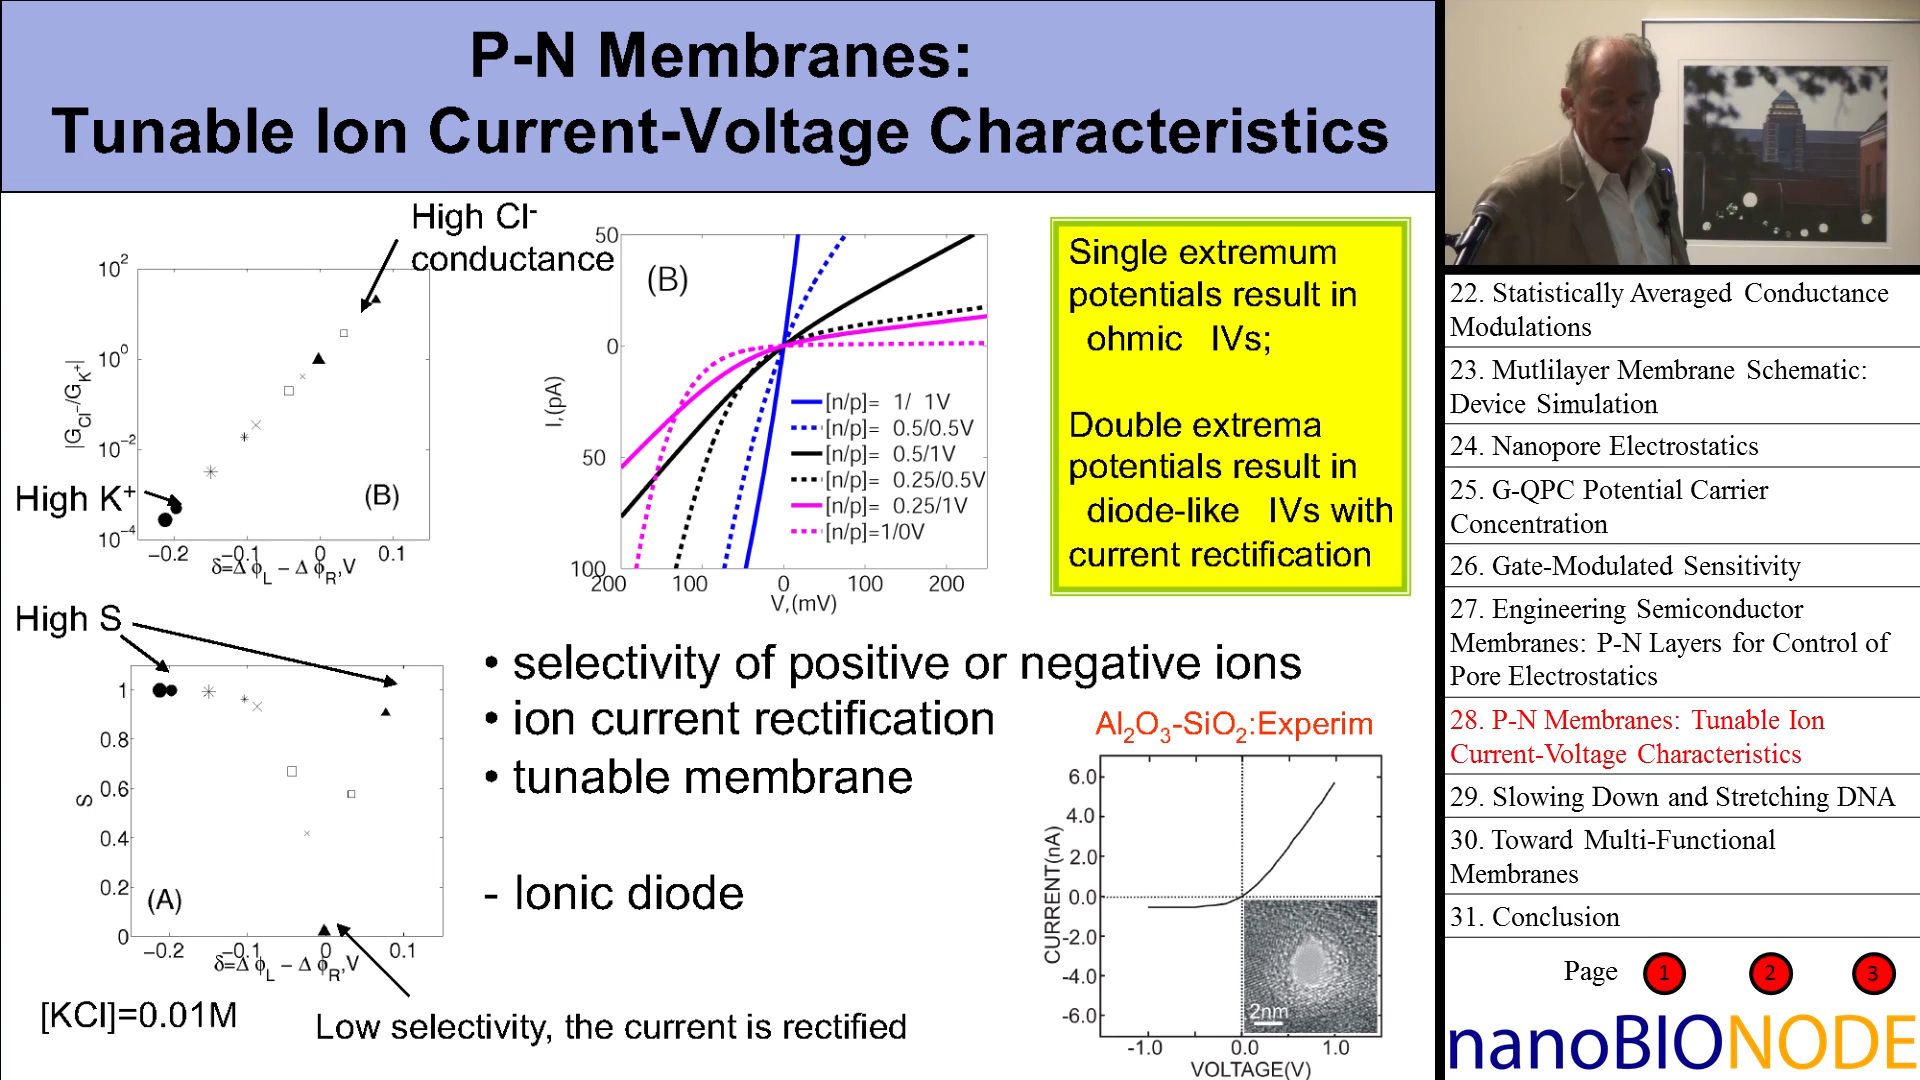 P-N Membranes:
Tunable Ion Current-Voltage Characteristics
High Cl-
conductance
10²
10⁰
10⁻²
10⁻⁴
|G_Cl⁻/G_K⁺|
High K⁺
(B)
−0.2 −0.1 0 0.1
δ=Δ ϕ_L − Δ ϕ_R,V
50
0
50
100
I,(pA)
(B)
[n/p]= 1/ 1V
[n/p]= 0.5/0.5V
[n/p]= 0.5/1V
[n/p]= 0.25/0.5V
[n/p]= 0.25/1V
[n/p]=1/0V
200 100 0 100 200
V,(mV)
Single extremum
potentials result in
ohmic IVs;
Double extrema
potentials result in
diode-like IVs with
current rectification
High S
1
0.8
0.6
0.4
0.2
0
S
(A)
−0.2 −0.1 0 0.1
δ=Δ ϕ_L − Δ ϕ_R,V
[KCl]=0.01M
Low selectivity, the current is rectified
• selectivity of positive or negative ions
• ion current rectification
• tunable membrane
- Ionic diode
Al₂O₃-SiO₂:Experim
6.0
4.0
2.0
0.0
-2.0
-4.0
-6.0
CURRENT(nA)
2nm
-1.0 0.0 1.0
VOLTAGE(V)
22. Statistically Averaged Conductance
Modulations
23. Mutlilayer Membrane Schematic:
Device Simulation
24. Nanopore Electrostatics
25. G-QPC Potential Carrier
Concentration
26. Gate-Modulated Sensitivity
27. Engineering Semiconductor
Membranes: P-N Layers for Control of
Pore Electrostatics
28. P-N Membranes: Tunable Ion
Current-Voltage Characteristics
29. Slowing Down and Stretching DNA
30. Toward Multi-Functional
Membranes
31. Conclusion
Page 1 2 3
nanoBIONODE